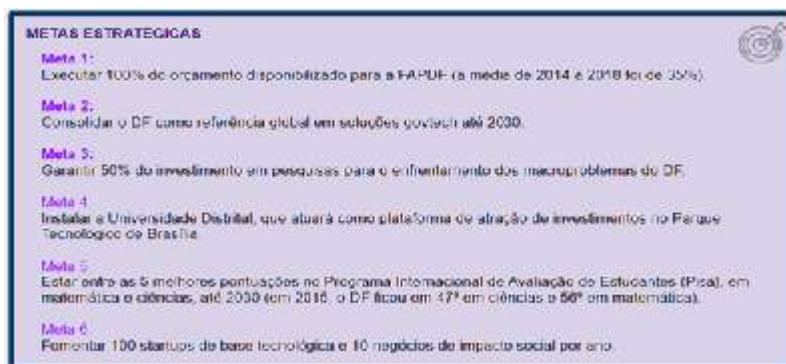 METAS ESTRATÉGICAS
Meta 1:
Executar 100% do orçamento disponibilizado para a FAPDF (a média de 2014 a 2018 foi de 35%).
Meta 2:
Consolidar o DF como referência global em soluções govtech até 2030.
Meta 3:
Garantir 50% do investimento em pesquisas para o enfrentamento dos macroproblemas do DF.
Meta 4
Instalar a Universidade Distrital, que atuará como plataforma de atração de investimentos no Parque
Tecnológico de Brasília.
Meta 5
Estar entre as 5 melhores pontuações no Programa Internacional de Avaliação de Estudantes (Pisa), em
matemática e ciências, até 2030 (em 2015, o DF ficou em 47º em ciências e 56º em matemática).
Meta 6
Fomentar 100 startups de base tecnológica e 10 negócios de impacto social por ano.